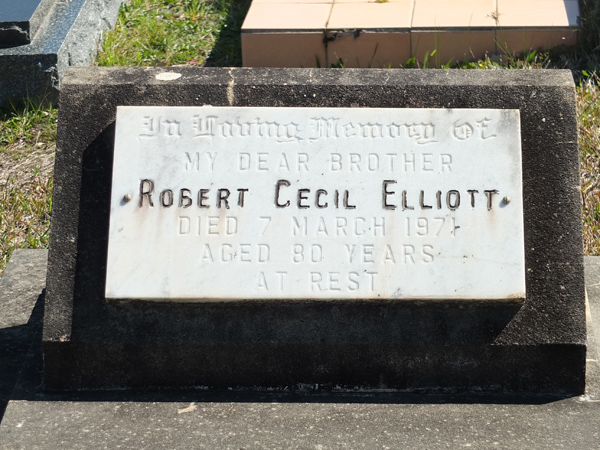 In Loving Memory Of
MY DEAR BROTHER
ROBERT CECIL ELLIOTT
DIED 7 MARCH 1971
AGED 80 YEARS
AT REST